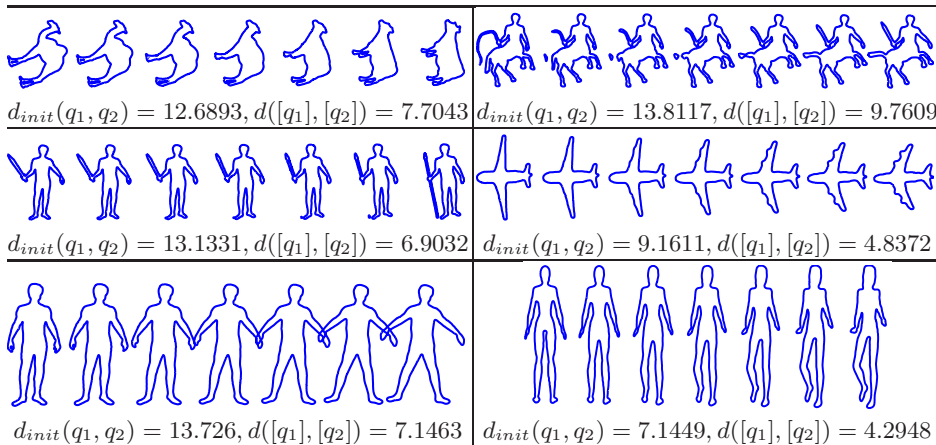 d_{init}(q_1, q_2) = 12.6893, d([q_1], [q_2]) = 7.7043
d_{init}(q_1, q_2) = 13.8117, d([q_1], [q_2]) = 9.7609
d_{init}(q_1, q_2) = 13.1331, d([q_1], [q_2]) = 6.9032
d_{init}(q_1, q_2) = 9.1611, d([q_1], [q_2]) = 4.8372
d_{init}(q_1, q_2) = 13.726, d([q_1], [q_2]) = 7.1463
d_{init}(q_1, q_2) = 7.1449, d([q_1], [q_2]) = 4.2948